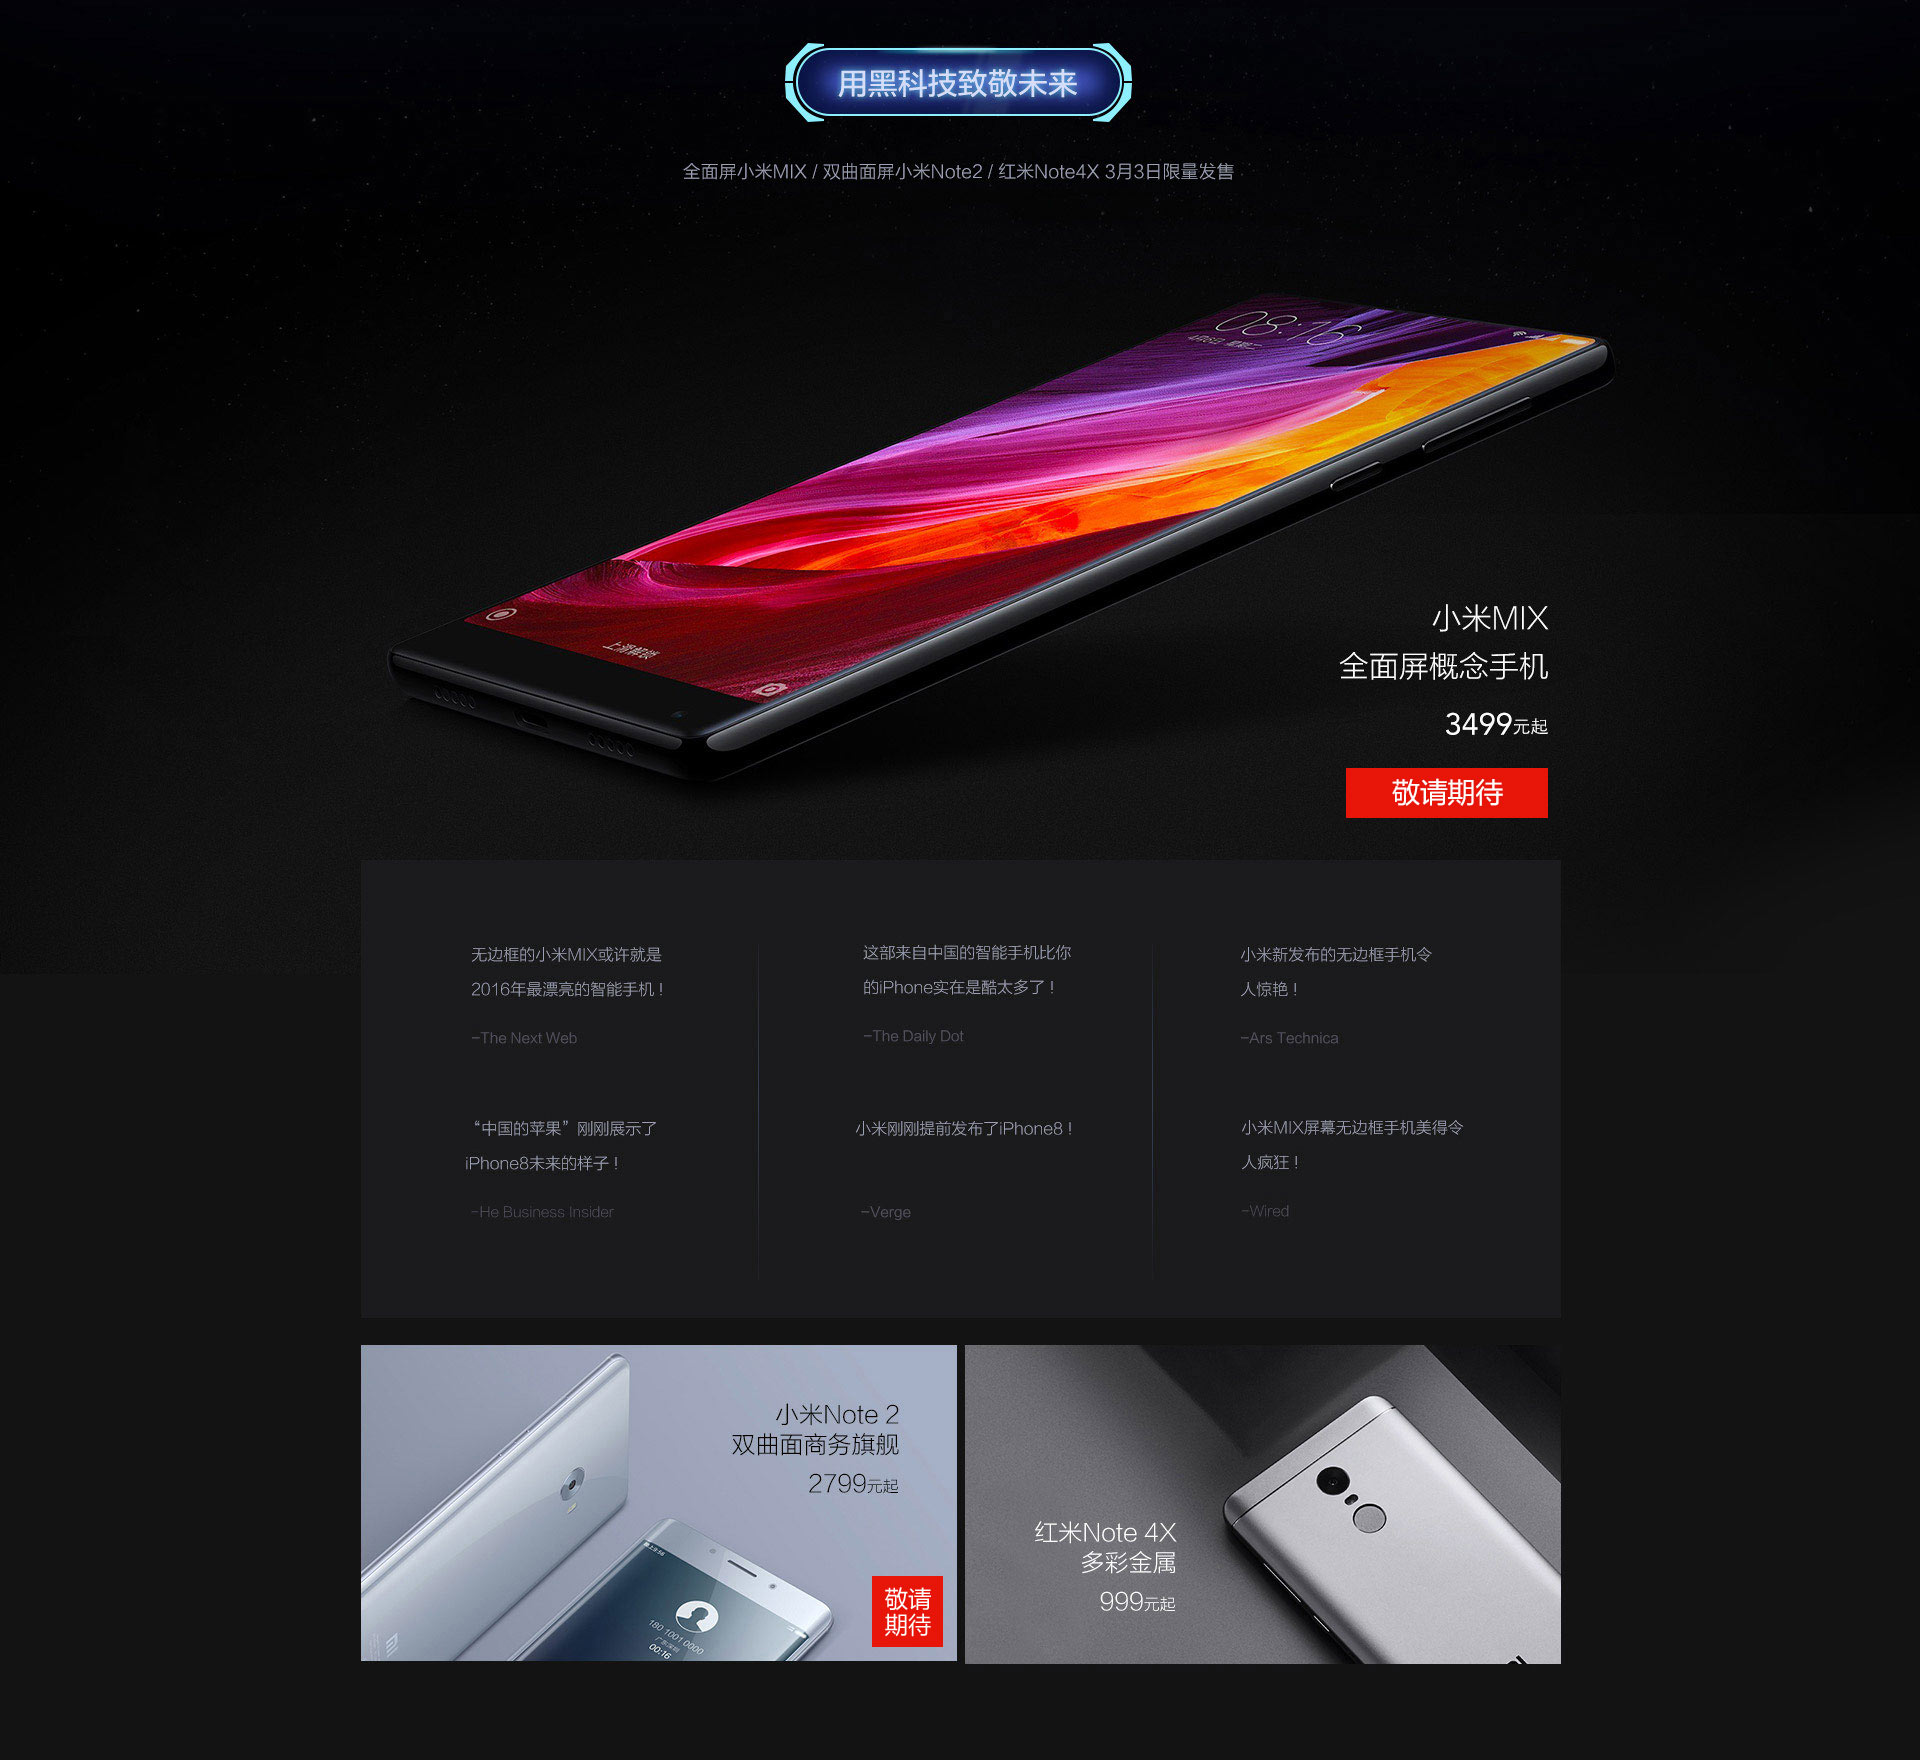 用黑科技致敬未来
全面屏小米MIX / 双曲面屏小米Note2 / 红米Note4X 3月3日限量发售
08:16
上滑解锁
小米MIX
全面屏概念手机
3499元起
敬请期待
无边框的小米MIX或许就是
2016年最漂亮的智能手机！
-The Next Web
这部来自中国的智能手机比你
的iPhone实在是酷太多了！
-The Daily Dot
小米新发布的无边框手机令
人惊艳！
-Ars Technica
“中国的苹果”刚刚展示了
iPhone8未来的样子！
-He Business Insider
小米刚刚提前发布了iPhone8！
-Verge
小米MIX屏幕无边框手机美得令
人疯狂！
-Wired
小米Note 2
双曲面商务旗舰
2799元起
180 1001 0000
00:16
敬请
期待
红米Note 4X
多彩金属
999元起